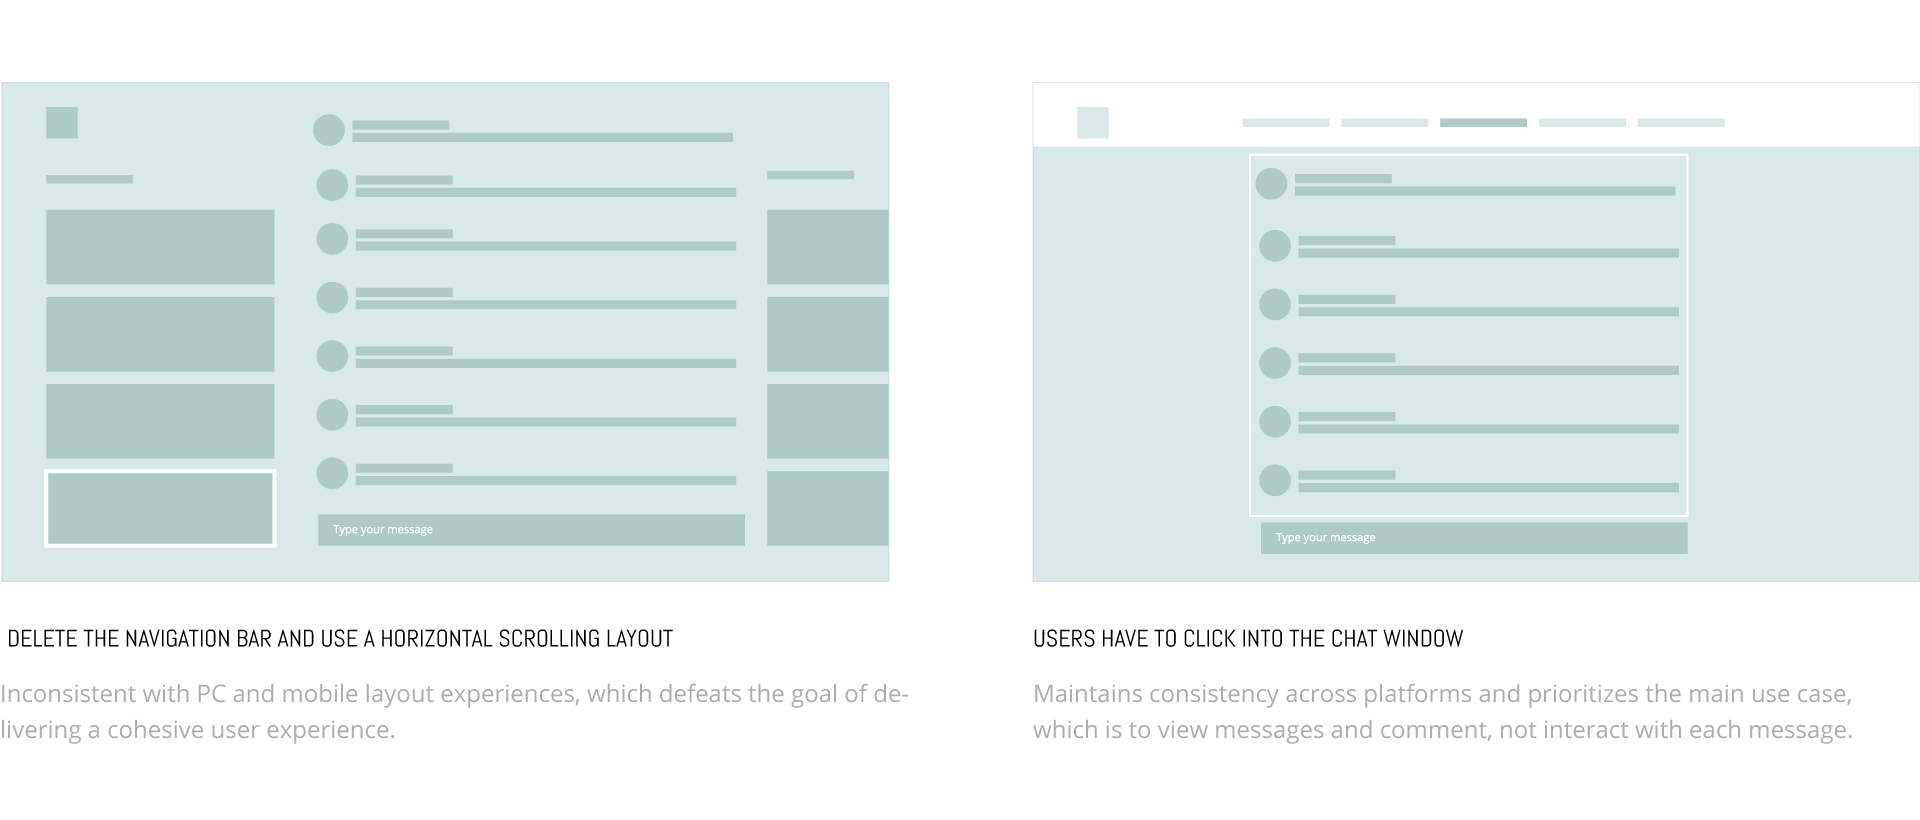 Type your message
DELETE THE NAVIGATION BAR AND USE A HORIZONTAL SCROLLING LAYOUT
Inconsistent with PC and mobile layout experiences, which defeats the goal of de-
livering a cohesive user experience.
Type your message
USERS HAVE TO CLICK INTO THE CHAT WINDOW
Maintains consistency across platforms and prioritizes the main use case,
which is to view messages and comment, not interact with each message.